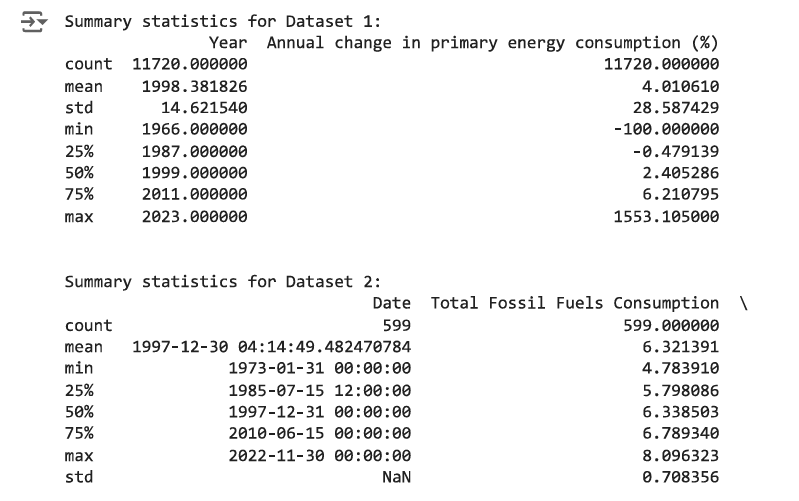 Summary statistics for Dataset 1:
Year Annual change in primary energy consumption (%)
count 11720.000000 11720.000000
mean 1998.381826 4.010610
std 14.621540 28.587429
min 1966.000000 -100.000000
25% 1987.000000 -0.479139
50% 1999.000000 2.405286
75% 2011.000000 6.210795
max 2023.000000 1553.105000
Summary statistics for Dataset 2:
Date Total Fossil Fuels Consumption \
count 599 599.000000
mean 1997-12-30 04:14:49.482470784 6.321391
min 1973-01-31 00:00:00 4.783910
25% 1985-07-15 12:00:00 5.798086
50% 1997-12-31 00:00:00 6.338503
75% 2010-06-15 00:00:00 6.789340
max 2022-11-30 00:00:00 8.096323
std NaN 0.708356